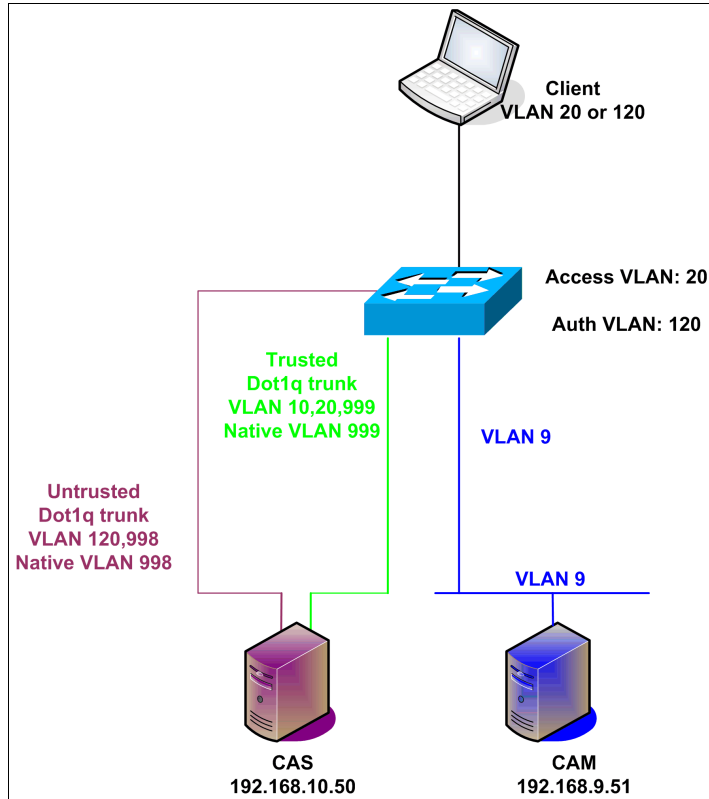 Client
VLAN 20 or 120
Access VLAN: 20
Auth VLAN: 120
Trusted
Dot1q trunk
VLAN 10,20,999
Native VLAN 999
VLAN 9
Untrusted
Dot1q trunk
VLAN 120,998
Native VLAN 998
VLAN 9
CAS
192.168.10.50
CAM
192.168.9.51